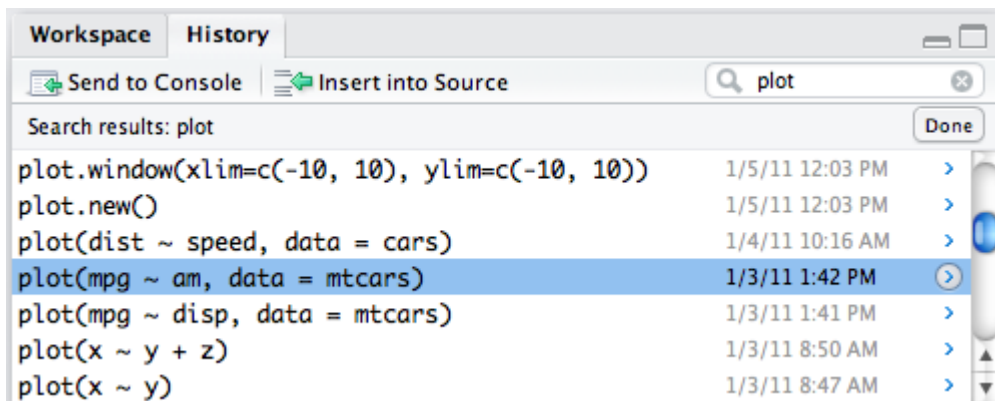 Workspace History
Send to Console Insert into Source plot
Search results: plot Done
plot.window(xlim=c(-10, 10), ylim=c(-10, 10)) 1/5/11 12:03 PM
plot.new() 1/5/11 12:03 PM
plot(dist ~ speed, data = cars) 1/4/11 10:16 AM
plot(mpg ~ am, data = mtcars) 1/3/11 1:42 PM
plot(mpg ~ disp, data = mtcars) 1/3/11 1:41 PM
plot(x ~ y + z) 1/3/11 8:50 AM
plot(x ~ y) 1/3/11 8:47 AM